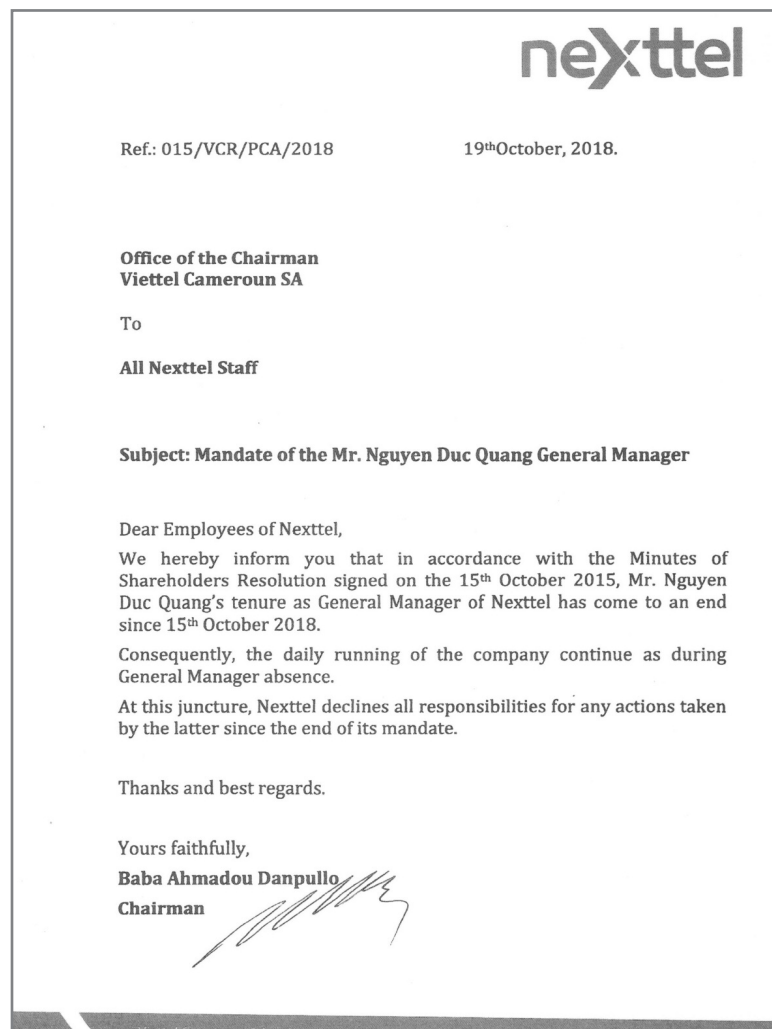 nexttel
Ref.: 015/VCR/PCA/2018 19thOctober, 2018.
Office of the Chairman
Viettel Cameroun SA
To
All Nexttel Staff
Subject: Mandate of the Mr. Nguyen Duc Quang General Manager
Dear Employees of Nexttel,
We hereby inform you that in accordance with the Minutes of
Shareholders Resolution signed on the 15th October 2015, Mr. Nguyen
Duc Quang's tenure as General Manager of Nexttel has come to an end
since 15th October 2018.
Consequently, the daily running of the company continue as during
General Manager absence.
At this juncture, Nexttel declines all responsibilities for any actions taken
by the latter since the end of its mandate.
Thanks and best regards.
Yours faithfully,
Baba Ahmadou Danpullo
Chairman